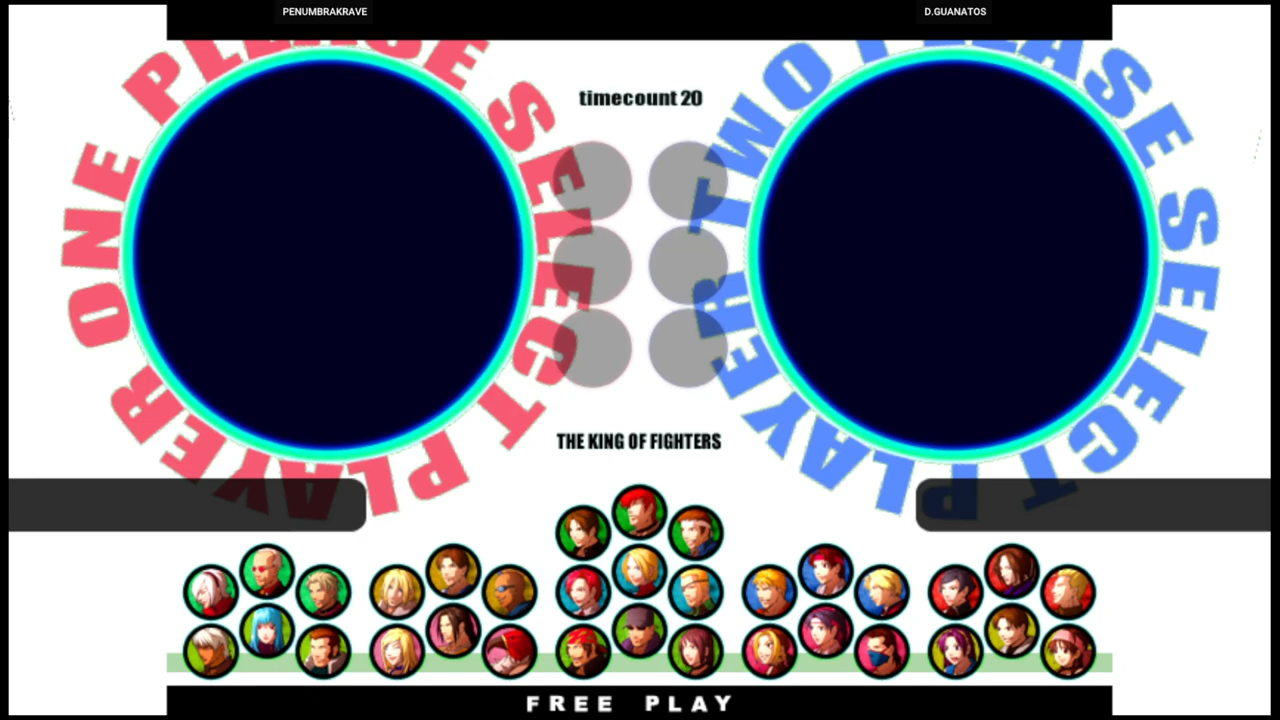 PENUMBRAKRAVE
D.GUANATOS
PLAYER ONE PLEASE SELECT
PLAYER TWO PLEASE SELECT
timecount 20
THE KING OF FIGHTERS
FREE PLAY